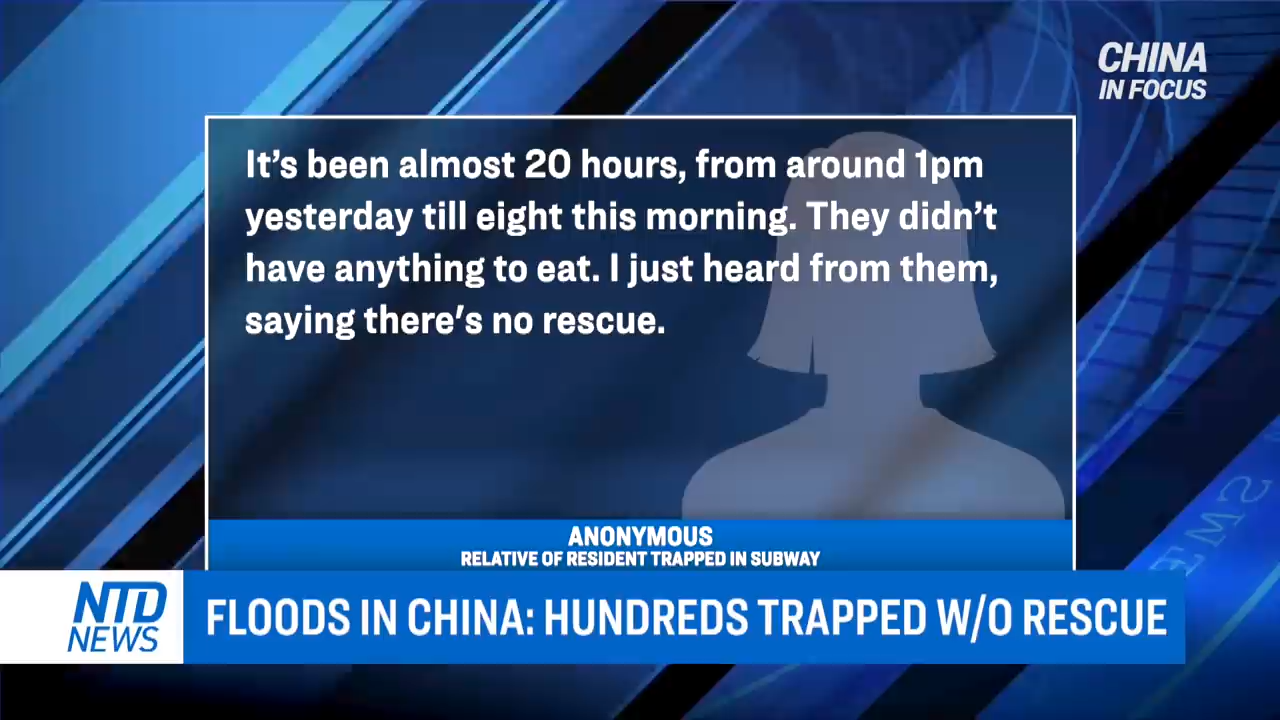 CHINA
IN FOCUS
It's been almost 20 hours, from around 1pm
yesterday till eight this morning. They didn't
have anything to eat. I just heard from them,
saying there's no rescue.
ANONYMOUS
RELATIVE OF RESIDENT TRAPPED IN SUBWAY
NTD
NEWS
FLOODS IN CHINA: HUNDREDS TRAPPED W/O RESCUE